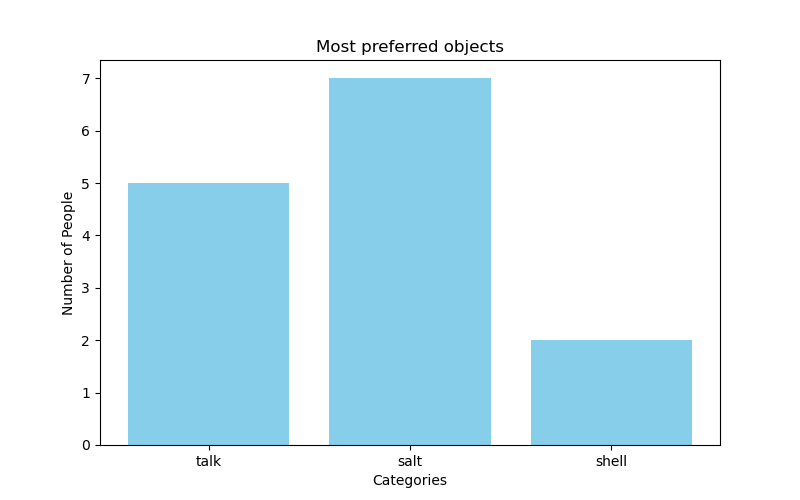 Most preferred objects
7
6
5
4
3
2
1
0
Number of People
talk salt shell
Categories